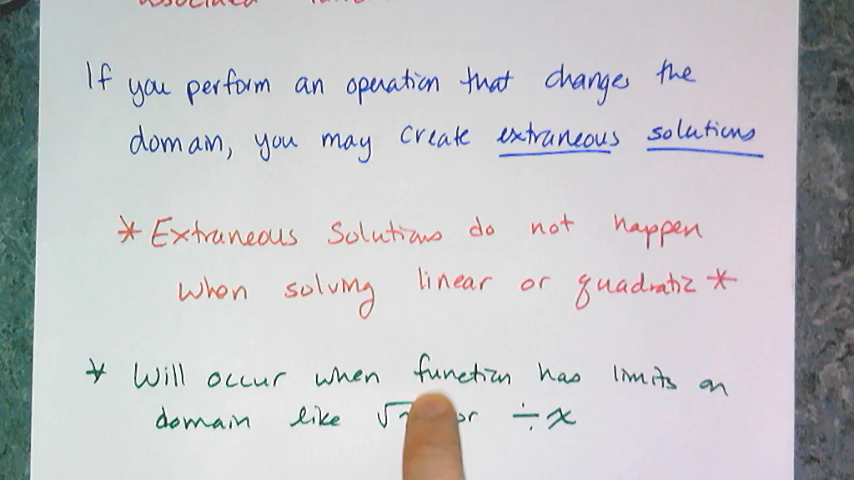 If you perform an operation that changes the
domain, you may create extraneous solutions
* Extraneous Solutions do not happen
when solving linear or quadratic *
* Will occur when function has limits on
domain like √ or ÷ x